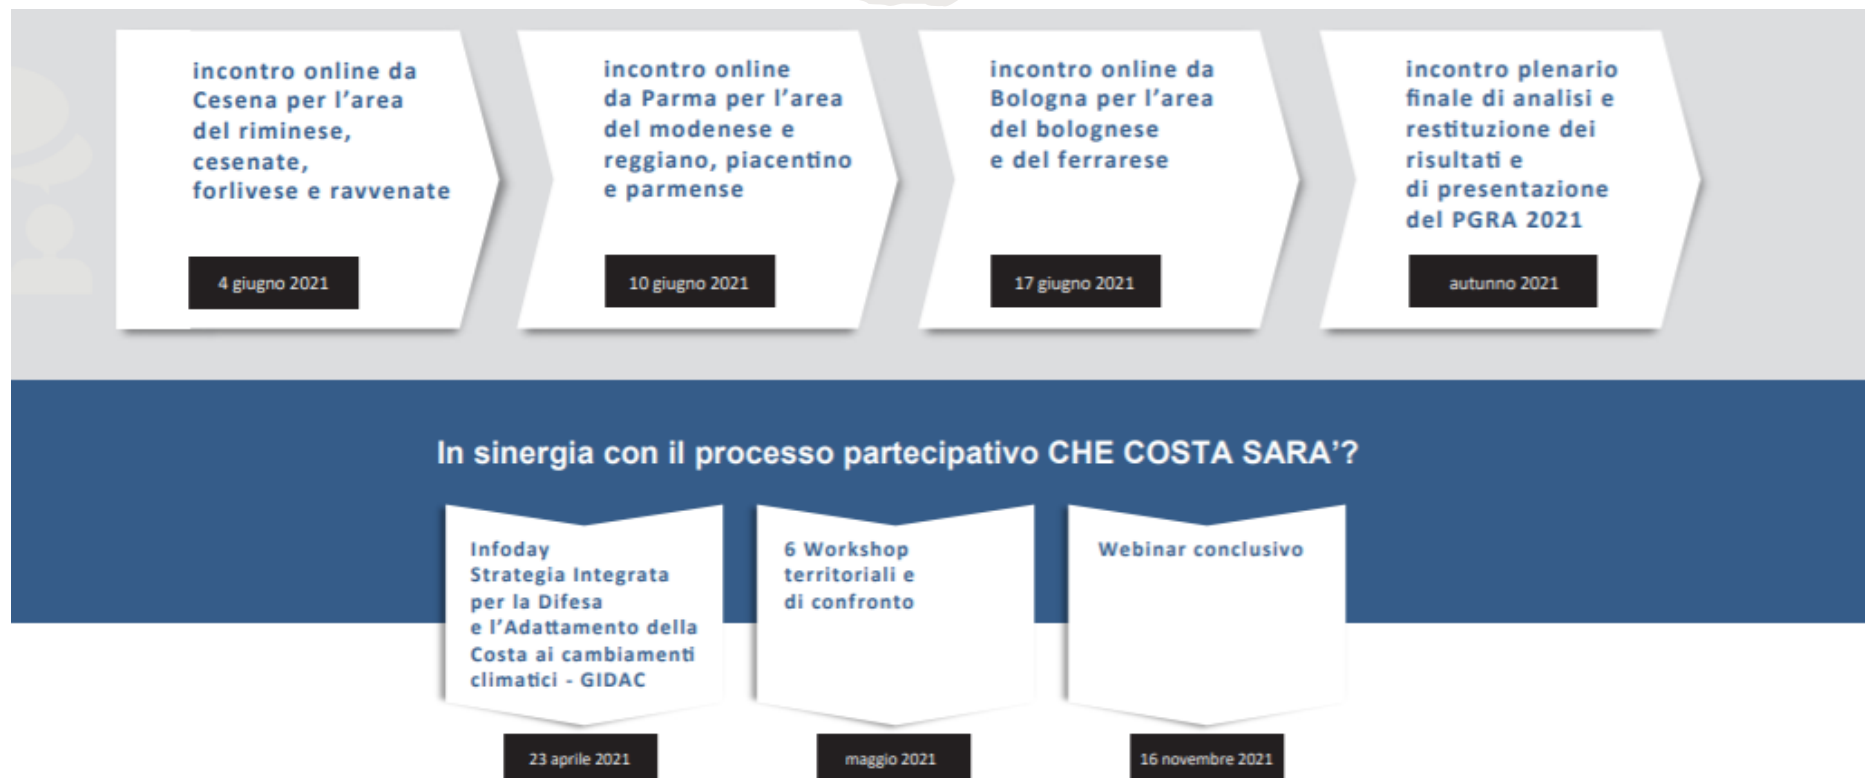 incontro online da
Cesena per l’area
del riminese,
cesenate,
forlivese e ravvenate
4 giugno 2021
incontro online
da Parma per l’area
del modenese e
reggiano, piacentino
e parmense
10 giugno 2021
incontro online da
Bologna per l’area
del bolognese
e del ferrarese
17 giugno 2021
incontro plenario
finale di analisi e
restituzione dei
risultati e
di presentazione
del PGRA 2021
autunno 2021
In sinergia con il processo partecipativo CHE COSTA SARA’?
Infoday
Strategia Integrata
per la Difesa
e l’Adattamento della
Costa ai cambiamenti
climatici - GIDAC
23 aprile 2021
6 Workshop
territoriali e
di confronto
maggio 2021
Webinar conclusivo
16 novembre 2021